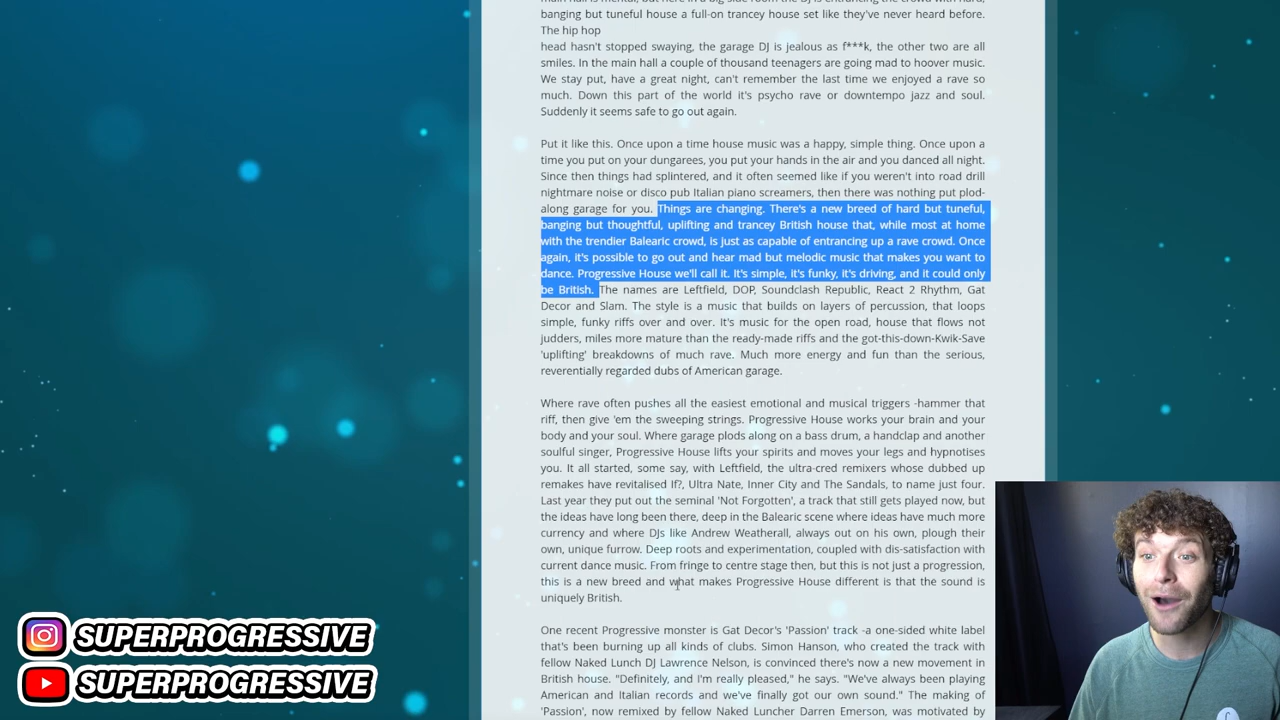 main hall is mental, but here in a big side room the DJ is entrancing the crowd with hard,
banging but tuneful house a full-on trancey house set like they've never heard before.
The hip hop
head hasn't stopped swaying, the garage DJ is jealous as f***k, the other two are all
smiles. In the main hall a couple of thousand teenagers are going mad to hoover music.
We stay put, have a great night, can't remember the last time we enjoyed a rave so
much. Down this part of the world it's psycho rave or downtempo jazz and soul.
Suddenly it seems safe to go out again.
Put it like this. Once upon a time house music was a happy, simple thing. Once upon a
time you put on your dungarees, you put your hands in the air and you danced all night.
Since then things had splintered, and it often seemed like if you weren't into road drill
nightmare noise or disco pub Italian piano screamers, then there was nothing put plod-
along garage for you. Things are changing. There's a new breed of hard but tuneful,
banging but thoughtful, uplifting and trancey British house that, while most at home
with the trendier Balearic crowd, is just as capable of entrancing up a rave crowd. Once
again, it's possible to go out and hear mad but melodic music that makes you want to
dance. Progressive House we'll call it. It's simple, it's funky, it's driving, and it could only
be British. The names are Leftfield, DOP, Soundclash Republic, React 2 Rhythm, Gat
Decor and Slam. The style is a music that builds on layers of percussion, that loops
simple, funky riffs over and over. It's music for the open road, house that flows not
judders, miles more mature than the ready-made riffs and the got-this-down-Kwik-Save
'uplifting' breakdowns of much rave. Much more energy and fun than the serious,
reverentially regarded dubs of American garage.
Where rave often pushes all the easiest emotional and musical triggers -hammer that
riff, then give 'em the sweeping strings. Progressive House works your brain and your
body and your soul. Where garage plods along on a bass drum, a handclap and another
soulful singer, Progressive House lifts your spirits and moves your legs and hypnotises
you. It all started, some say, with Leftfield, the ultra-cred remixers whose dubbed up
remakes have revitalised If?, Ultra Nate, Inner City and The Sandals, to name just four.
Last year they put out the seminal 'Not Forgotten', a track that still gets played now, but
the ideas have long been there, deep in the Balearic scene where ideas have much more
currency and where DJs like Andrew Weatherall, always out on his own, plough their
own, unique furrow. Deep roots and experimentation, coupled with dis-satisfaction with
current dance music. From fringe to centre stage then, but this is not just a progression,
this is a new breed and what makes Progressive House different is that the sound is
uniquely British.
One recent Progressive monster is Gat Decor's 'Passion' track -a one-sided white label
that's been burning up all kinds of clubs. Simon Hanson, who created the track with
fellow Naked Lunch DJ Lawrence Nelson, is convinced there's now a new movement in
British house. "Definitely, and I'm really pleased," he says. "We've always been playing
American and Italian records and we've finally got our own sound." The making of
'Passion', now remixed by fellow Naked Luncher Darren Emerson, was motivated by
SUPERPROGRESSIVE
SUPERPROGRESSIVE